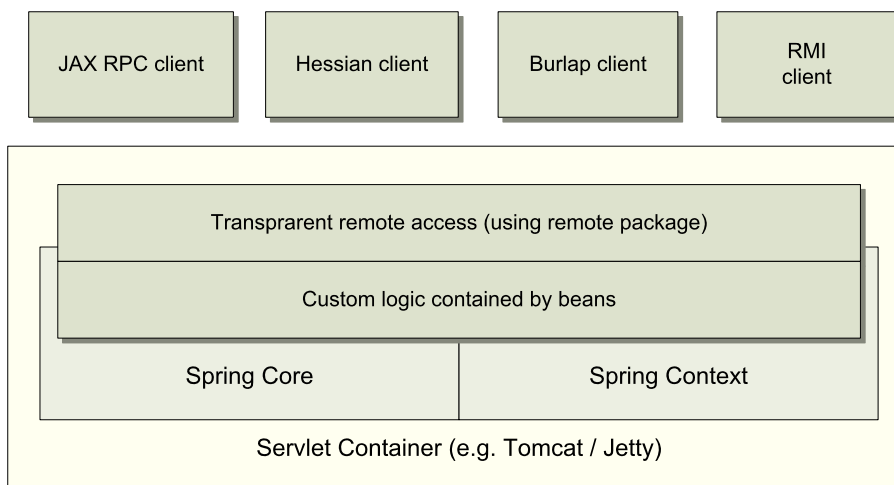 JAX RPC client
Hessian client
Burlap client
RMI
client
Transprarent remote access (using remote package)
Custom logic contained by beans
Spring Core
Spring Context
Servlet Container (e.g. Tomcat / Jetty)